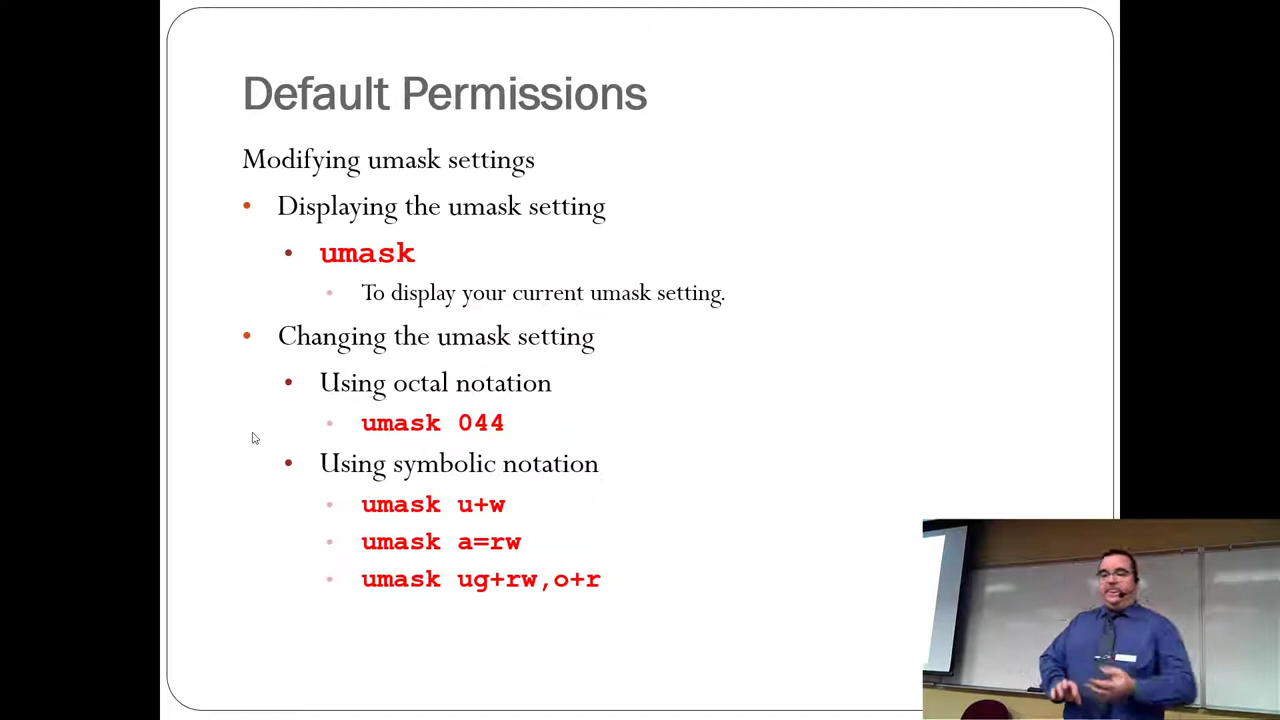 Default Permissions
Modifying umask settings
• Displaying the umask setting
• umask
• To display your current umask setting.
• Changing the umask setting
• Using octal notation
• umask 044
• Using symbolic notation
• umask u+w
• umask a=rw
• umask ug+rw,o+r